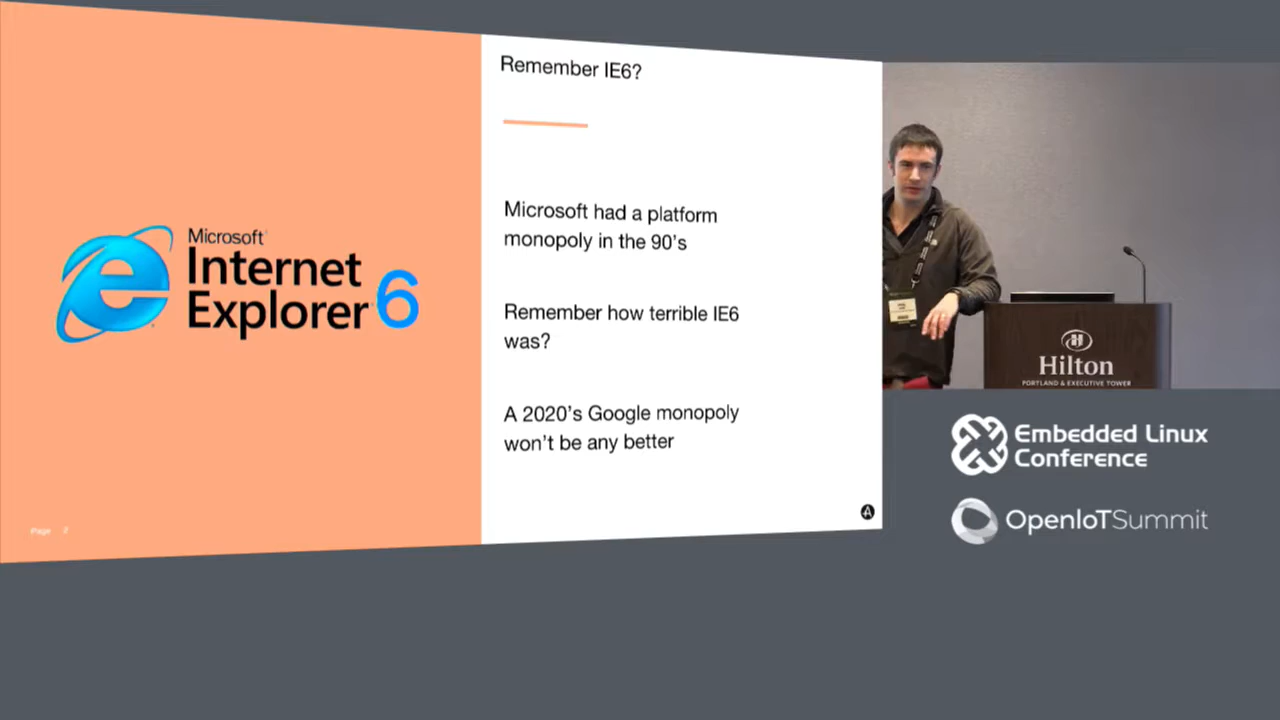 Remember IE6?
Microsoft had a platform
monopoly in the 90's
Remember how terrible IE6
was?
A 2020's Google monopoly
won't be any better
Microsoft
Internet
Explorer 6
Page
Hilton
PORTLAND & EXECUTIVE TOWER
Embedded Linux
Conference
OpenIoTSummit